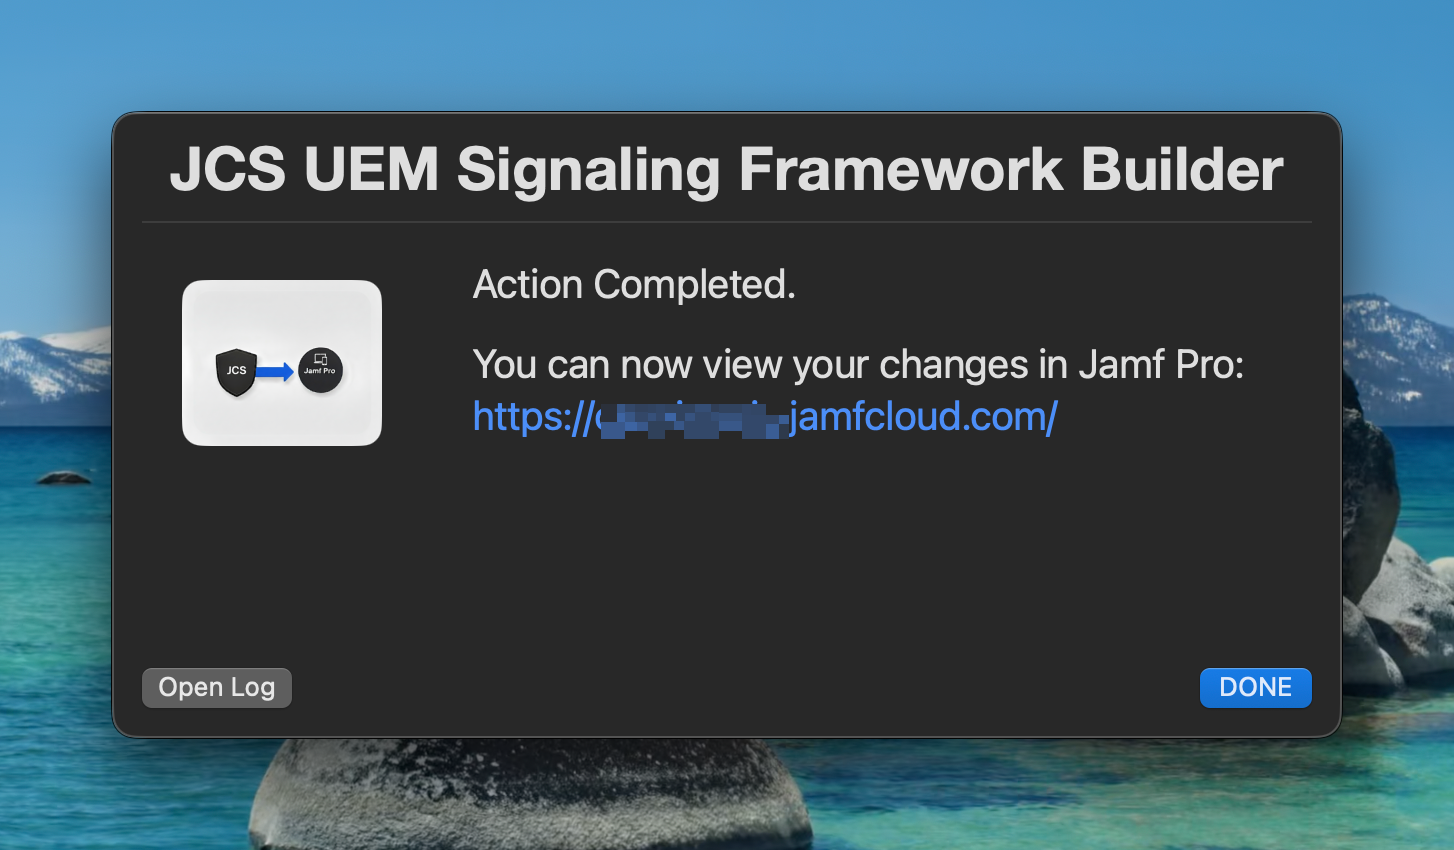 JCS UEM Signaling Framework Builder
JCS
Jamf Pro
Action Completed.
You can now view your changes in Jamf Pro:
https:// jamfcloud.com/
Open Log
DONE